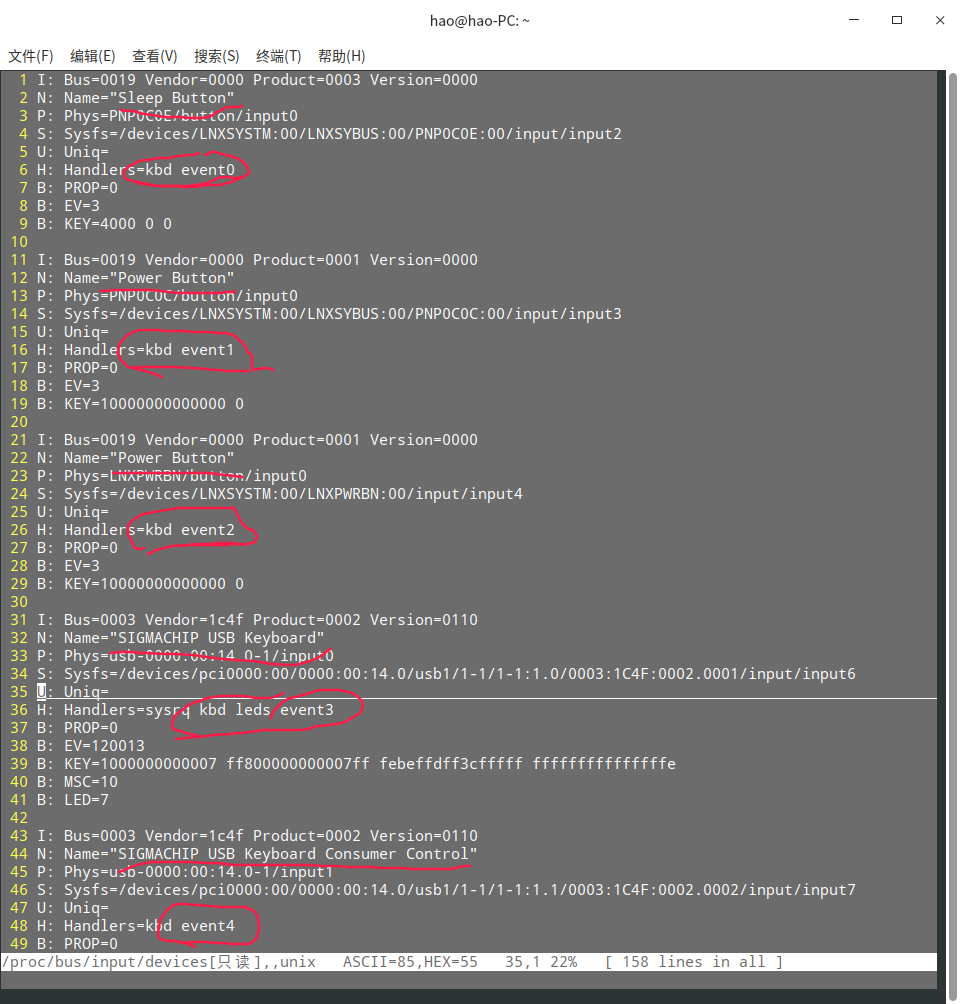 hao@hao-PC: ~
文件(F) 编辑(E) 查看(V) 搜索(S) 终端(T) 帮助(H)
1 I: Bus=0019 Vendor=0000 Product=0003 Version=0000
2 N: Name="Sleep Button"
3 P: Phys=PNP0C0E/button/input0
4 S: Sysfs=/devices/LNXSYSTM:00/LNXSYBUS:00/PNP0C0E:00/input/input2
5 U: Uniq=
6 H: Handlers=kbd event0
7 B: PROP=0
8 B: EV=3
9 B: KEY=4000 0 0
10
11 I: Bus=0019 Vendor=0000 Product=0001 Version=0000
12 N: Name="Power Button"
13 P: Phys=PNP0C0C/button/input0
14 S: Sysfs=/devices/LNXSYSTM:00/LNXSYBUS:00/PNP0C0C:00/input/input3
15 U: Uniq=
16 H: Handlers=kbd event1
17 B: PROP=0
18 B: EV=3
19 B: KEY=10000000000000 0
20
21 I: Bus=0019 Vendor=0000 Product=0001 Version=0000
22 N: Name="Power Button"
23 P: Phys=LNXPWRBN/button/input0
24 S: Sysfs=/devices/LNXSYSTM:00/LNXPWRBN:00/input/input4
25 U: Uniq=
26 H: Handlers=kbd event2
27 B: PROP=0
28 B: EV=3
29 B: KEY=10000000000000 0
30
31 I: Bus=0003 Vendor=1c4f Product=0002 Version=0110
32 N: Name="SIGMACHIP USB Keyboard"
33 P: Phys=usb-0000:00:14.0-1/input0
34 S: Sysfs=/devices/pci0000:00/0000:00:14.0/usb1/1-1/1-1:1.0/0003:1C4F:0002.0001/input/input6
35 U: Uniq=
36 H: Handlers=sysrq kbd leds event3
37 B: PROP=0
38 B: EV=120013
39 B: KEY=1000000000007 ff800000000007ff febeffdff3cfffff fffffffffffffffe
40 B: MSC=10
41 B: LED=7
42
43 I: Bus=0003 Vendor=1c4f Product=0002 Version=0110
44 N: Name="SIGMACHIP USB Keyboard Consumer Control"
45 P: Phys=usb-0000:00:14.0-1/input1
46 S: Sysfs=/devices/pci0000:00/0000:00:14.0/usb1/1-1/1-1:1.1/0003:1C4F:0002.0002/input/input7
47 U: Uniq=
48 H: Handlers=kbd event4
49 B: PROP=0
/proc/bus/input/devices[只读],,unix ASCII=85,HEX=55 35,1 22% [ 158 lines in all ]